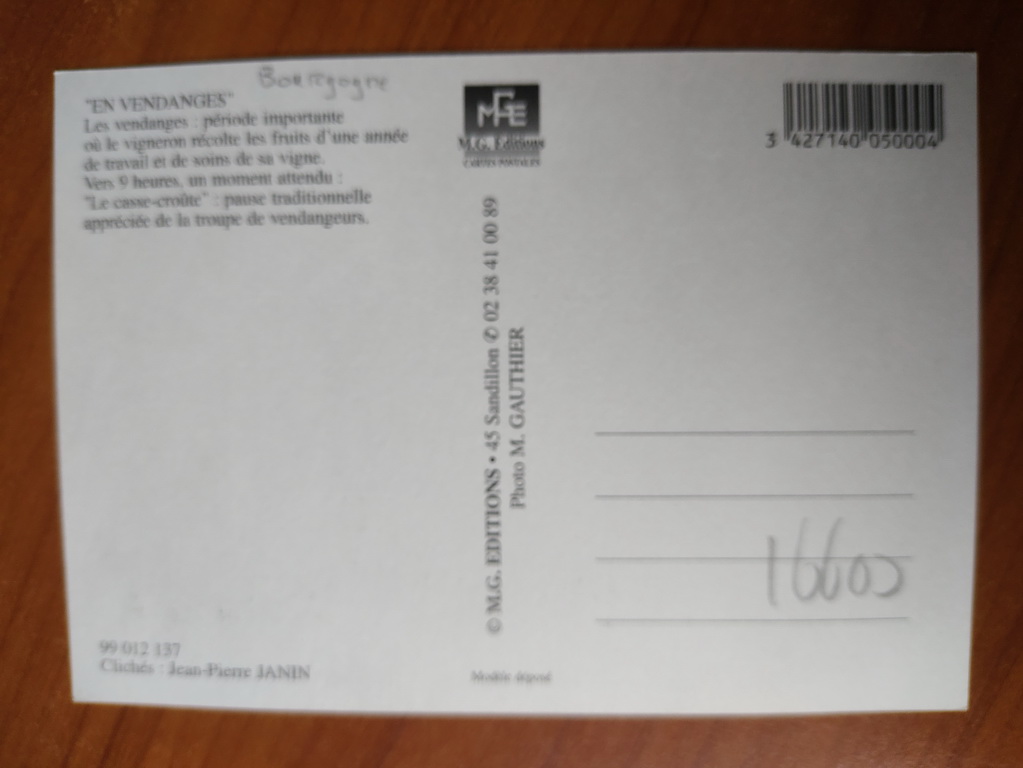 Bourgogne
"EN VENDANGES"
Les vendanges : période importante
où le vigneron récolte les fruits d'une année
de travail et de soins de sa vigne.
Vers 9 heures, un moment attendu :
"Le casse-croûte" : pause traditionnelle
appréciée de la troupe de vendangeurs.
99 012 137
Clichés : Jean-Pierre JANIN
MGE
M.G. Editions
CARTES POSTALES
© M.G. EDITIONS • 45 Sandillon ✆ 02 38 41 00 89
Photo M. GAUTHIER
Modèle déposé
3 427140 050004